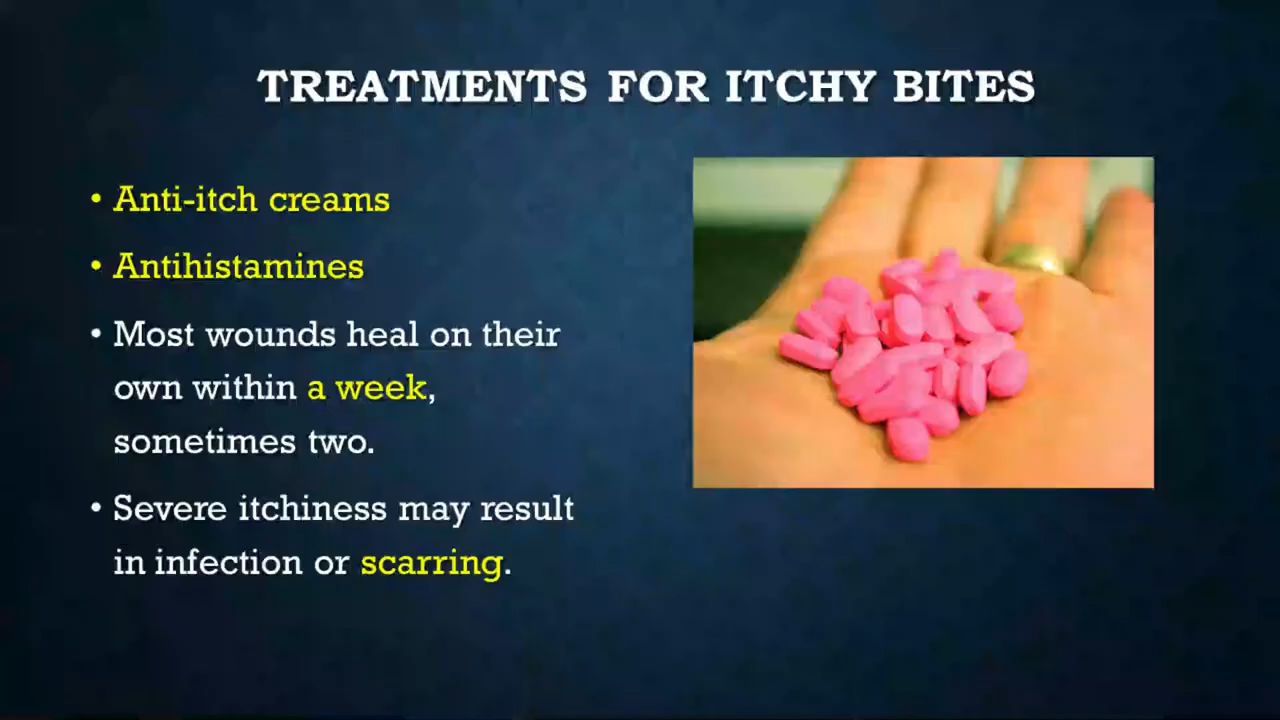 TREATMENTS FOR ITCHY BITES
• Anti-itch creams
• Antihistamines
• Most wounds heal on their
own within a week,
sometimes two.
• Severe itchiness may result
in infection or scarring.